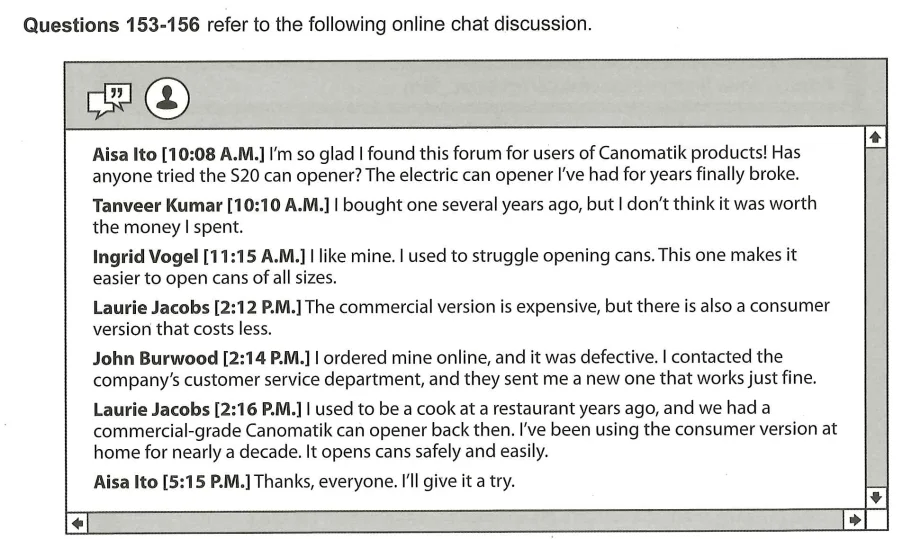 Questions 153-156 refer to the following online chat discussion.
Aisa Ito [10:08 A.M.] I'm so glad I found this forum for users of Canomatik products! Has
anyone tried the S20 can opener? The electric can opener I've had for years finally broke.
Tanveer Kumar [10:10 A.M.] I bought one several years ago, but I don't think it was worth
the money I spent.
Ingrid Vogel [11:15 A.M.] I like mine. I used to struggle opening cans. This one makes it
easier to open cans of all sizes.
Laurie Jacobs [2:12 P.M.] The commercial version is expensive, but there is also a consumer
version that costs less.
John Burwood [2:14 P.M.] I ordered mine online, and it was defective. I contacted the
company's customer service department, and they sent me a new one that works just fine.
Laurie Jacobs [2:16 P.M.] I used to be a cook at a restaurant years ago, and we had a
commercial-grade Canomatik can opener back then. I've been using the consumer version at
home for nearly a decade. It opens cans safely and easily.
Aisa Ito [5:15 P.M.] Thanks, everyone. I'll give it a try.